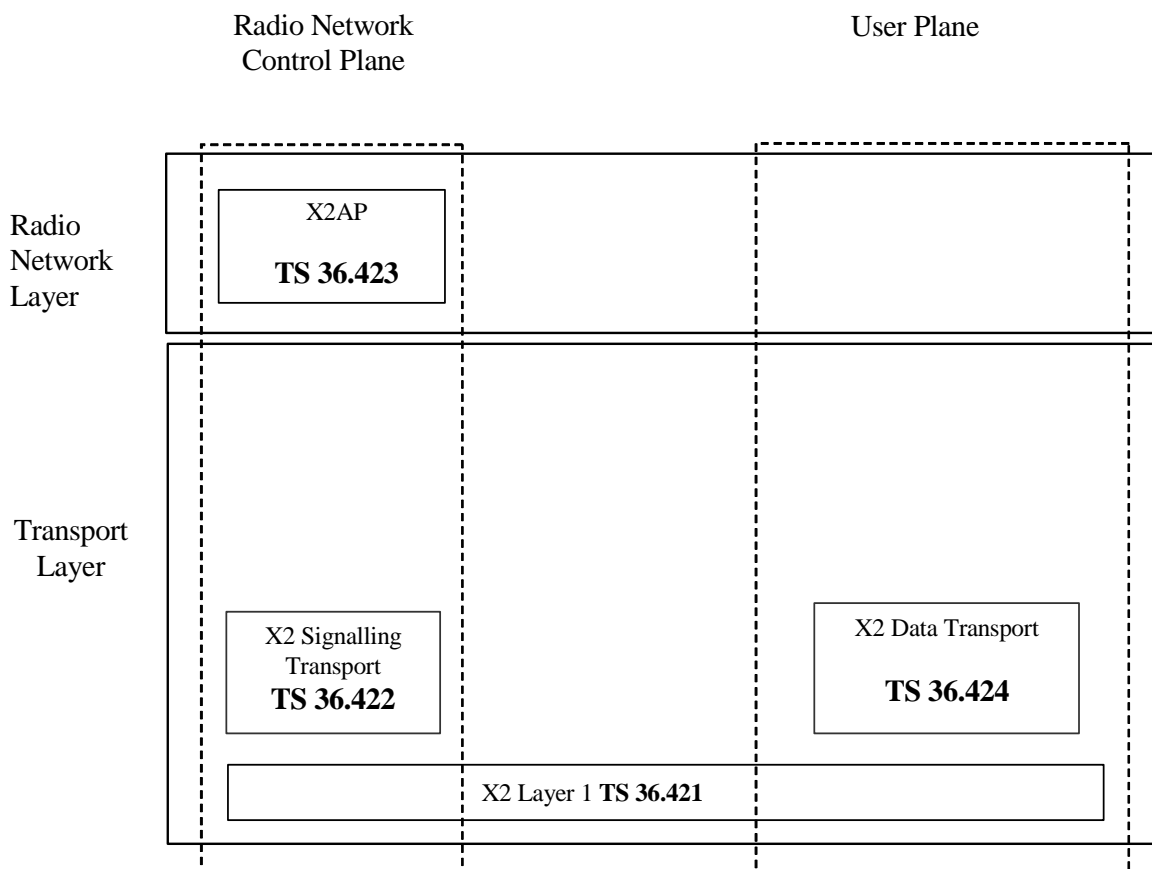 Radio Network
Control Plane
User Plane
Radio
Network
Layer
X2AP
TS 36.423
Transport
Layer
X2 Signalling
Transport
TS 36.422
X2 Data Transport
TS 36.424
X2 Layer 1 TS 36.421